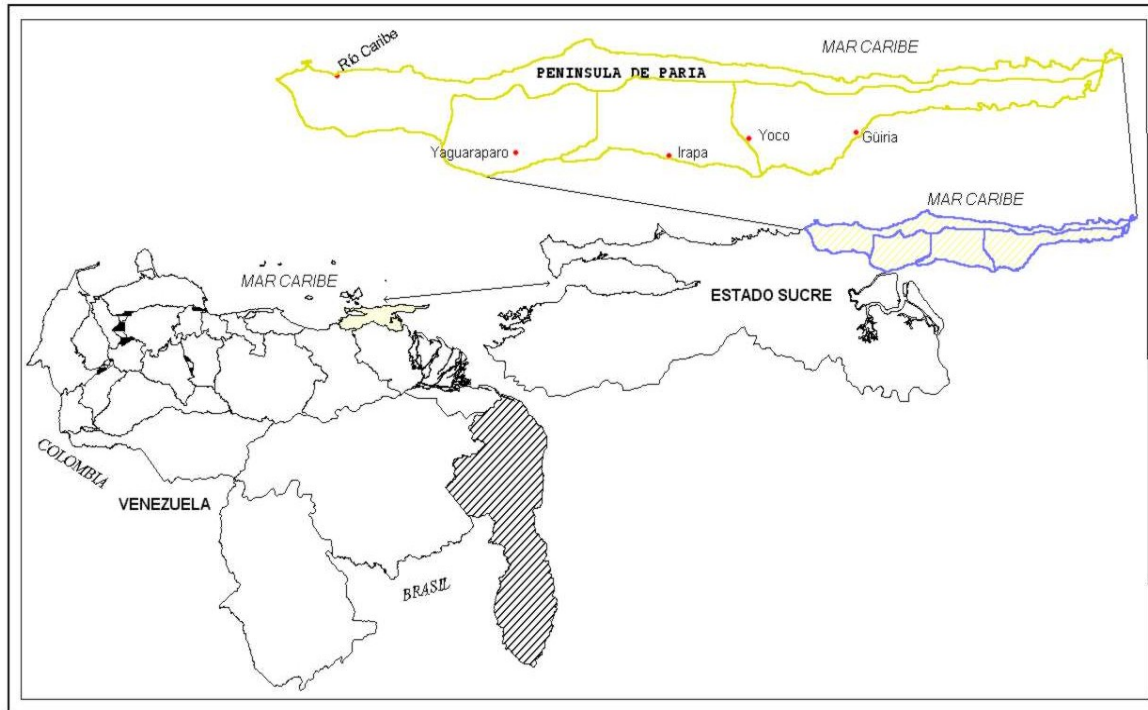 MAR CARIBE
Río Caribe
PENINSULA DE PARIA
Yoco
Güiria
Yaguaraparo
Irapa
MAR CARIBE
MAR CARIBE
ESTADO SUCRE
COLOMBIA
VENEZUELA
BRASIL